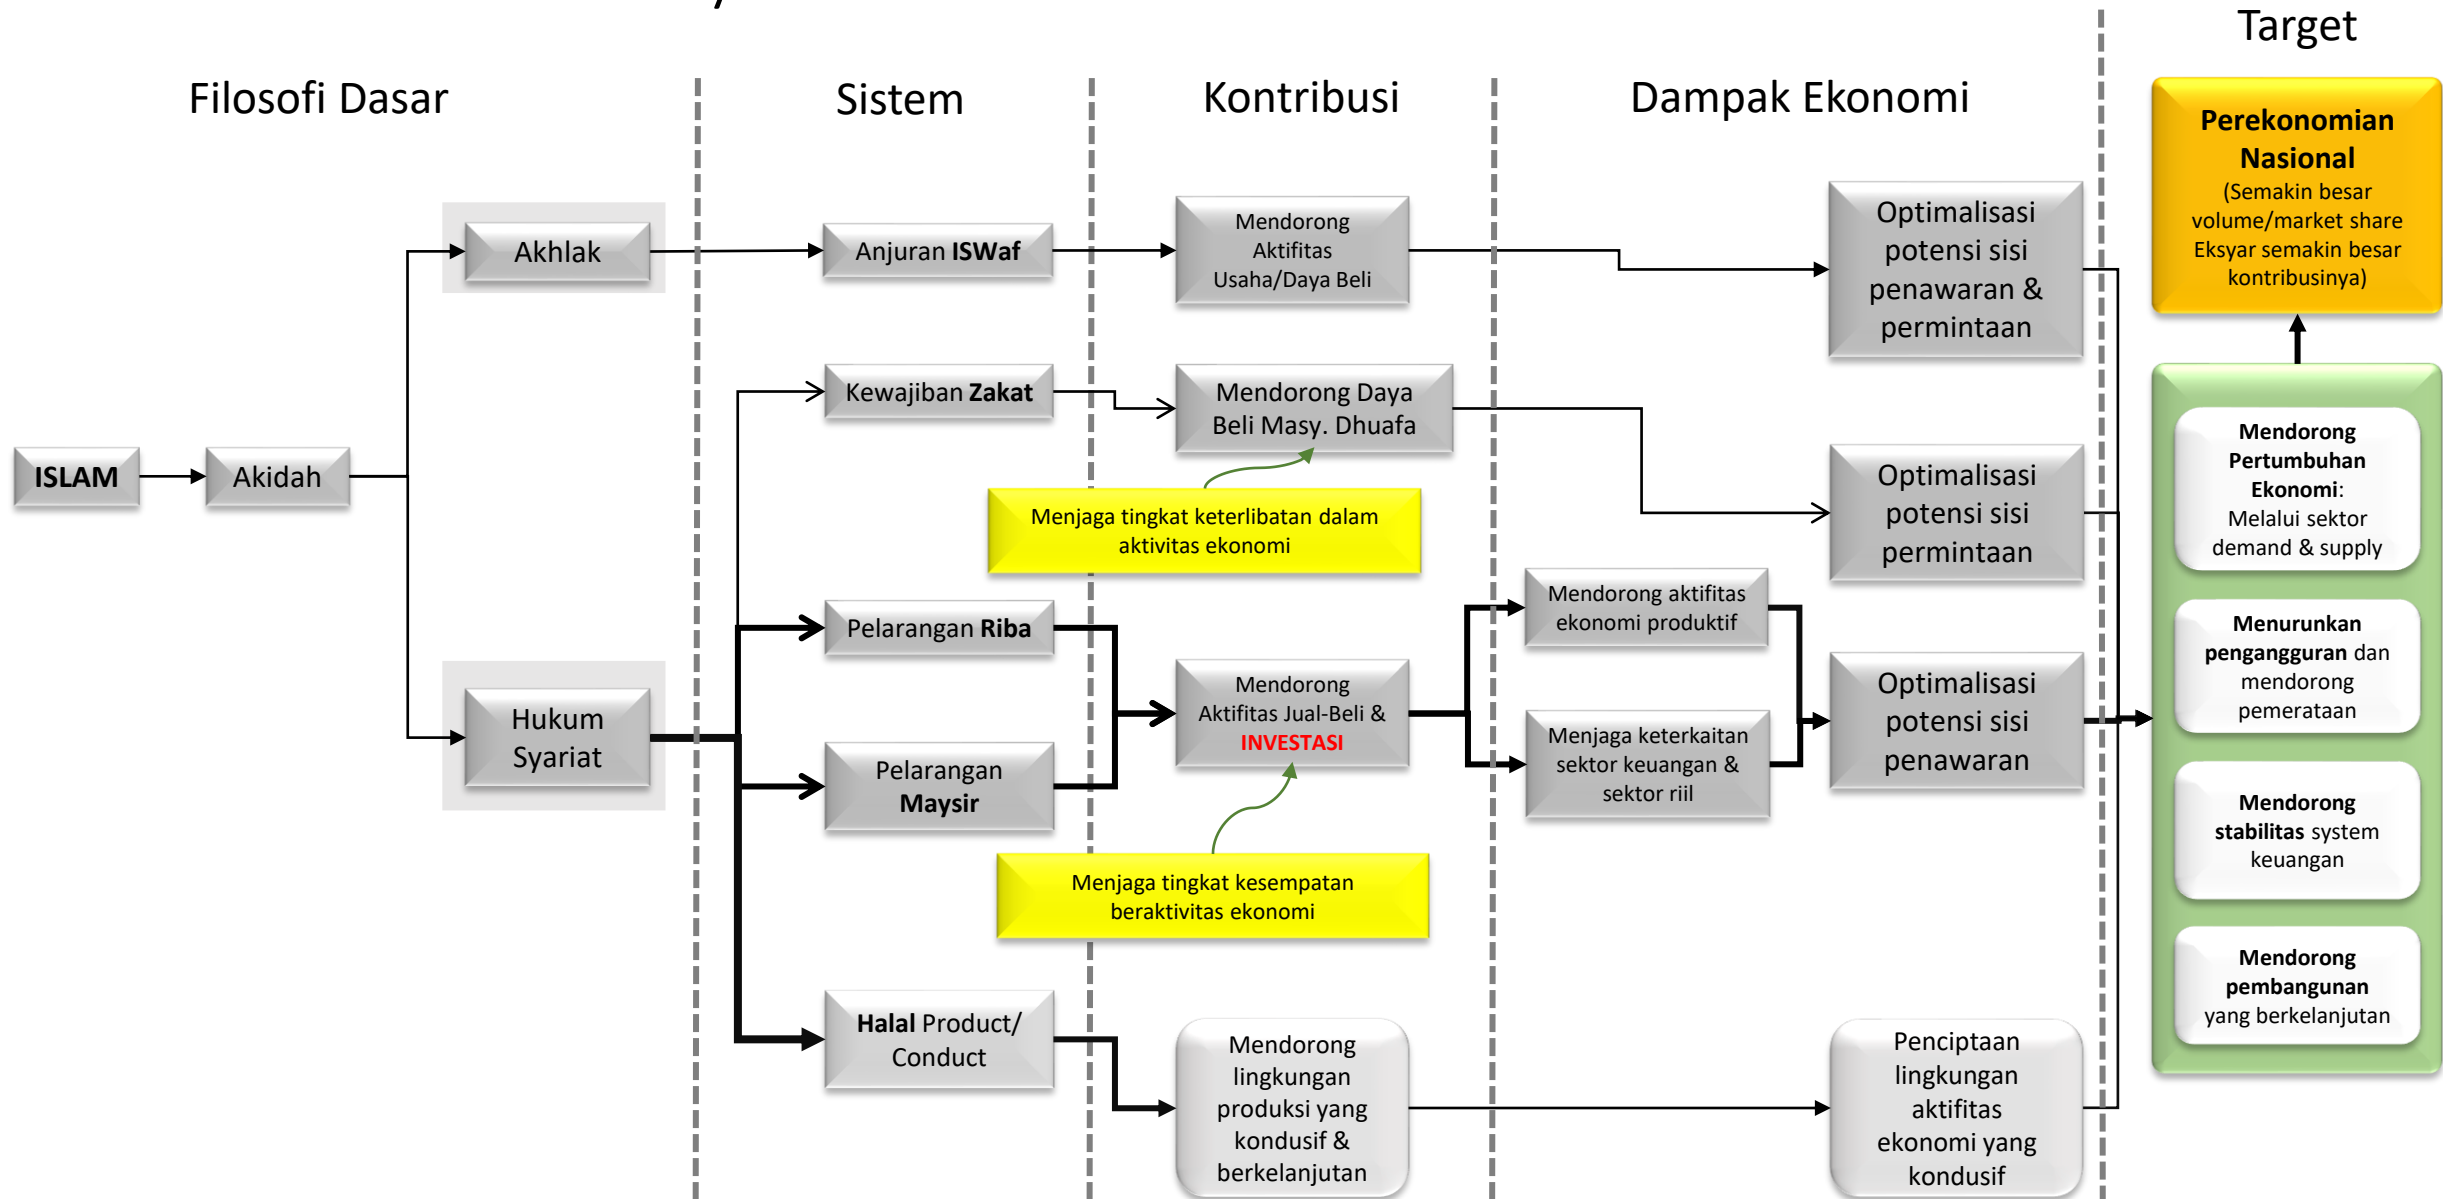 Filosofi Dasar
Sistem
Kontribusi
Dampak Ekonomi
Target
ISLAM
Akidah
Akhlak
Hukum
Syariat
Anjuran ISWaf
Kewajiban Zakat
Pelarangan Riba
Pelarangan
Maysir
Halal Product/
Conduct
Mendorong
Aktifitas
Usaha/Daya Beli
Mendorong Daya
Beli Masy. Dhuafa
Menjaga tingkat keterlibatan dalam
aktivitas ekonomi
Mendorong
Aktifitas Jual-Beli &
INVESTASI
Menjaga tingkat kesempatan
beraktivitas ekonomi
Mendorong
lingkungan
produksi yang
kondusif &
berkelanjutan
Mendorong aktifitas
ekonomi produktif
Menjaga keterkaitan
sektor keuangan &
sektor riil
Optimalisasi
potensi sisi
penawaran &
permintaan
Optimalisasi
potensi sisi
permintaan
Optimalisasi
potensi sisi
penawaran
Penciptaan
lingkungan
aktifitas
ekonomi yang
kondusif
Perekonomian
Nasional
(Semakin besar
volume/market share
Eksyar semakin besar
kontribusinya)
Mendorong
Pertumbuhan
Ekonomi:
Melalui sektor
demand & supply
Menurunkan
pengangguran dan
mendorong
pemerataan
Mendorong
stabilitas system
keuangan
Mendorong
pembangunan
yang berkelanjutan